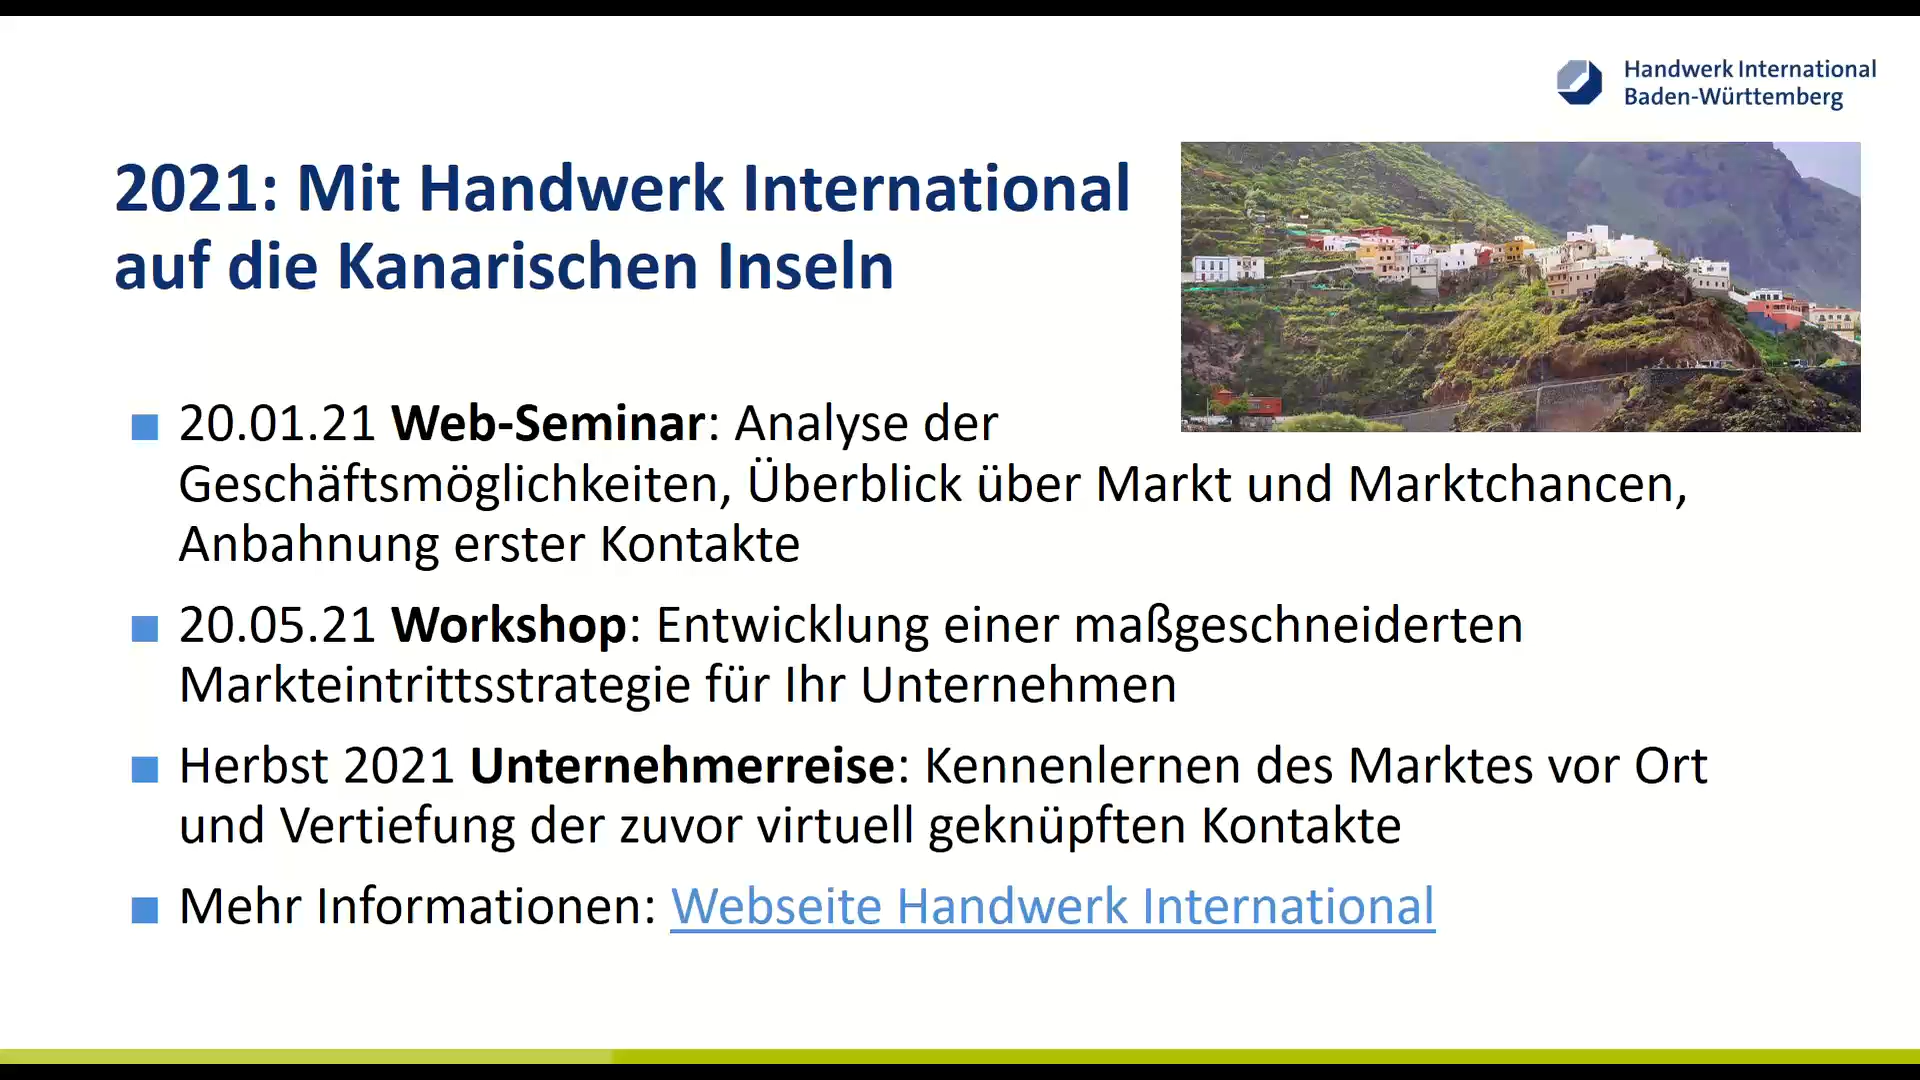 Handwerk International
Baden-Württemberg
2021: Mit Handwerk International
auf die Kanarischen Inseln
20.01.21 Web-Seminar: Analyse der
Geschäftsmöglichkeiten, Überblick über Markt und Marktchancen,
Anbahnung erster Kontakte
20.05.21 Workshop: Entwicklung einer maßgeschneiderten
Markteintrittsstrategie für Ihr Unternehmen
Herbst 2021 Unternehmerreise: Kennenlernen des Marktes vor Ort
und Vertiefung der zuvor virtuell geknüpften Kontakte
Mehr Informationen: Webseite Handwerk International